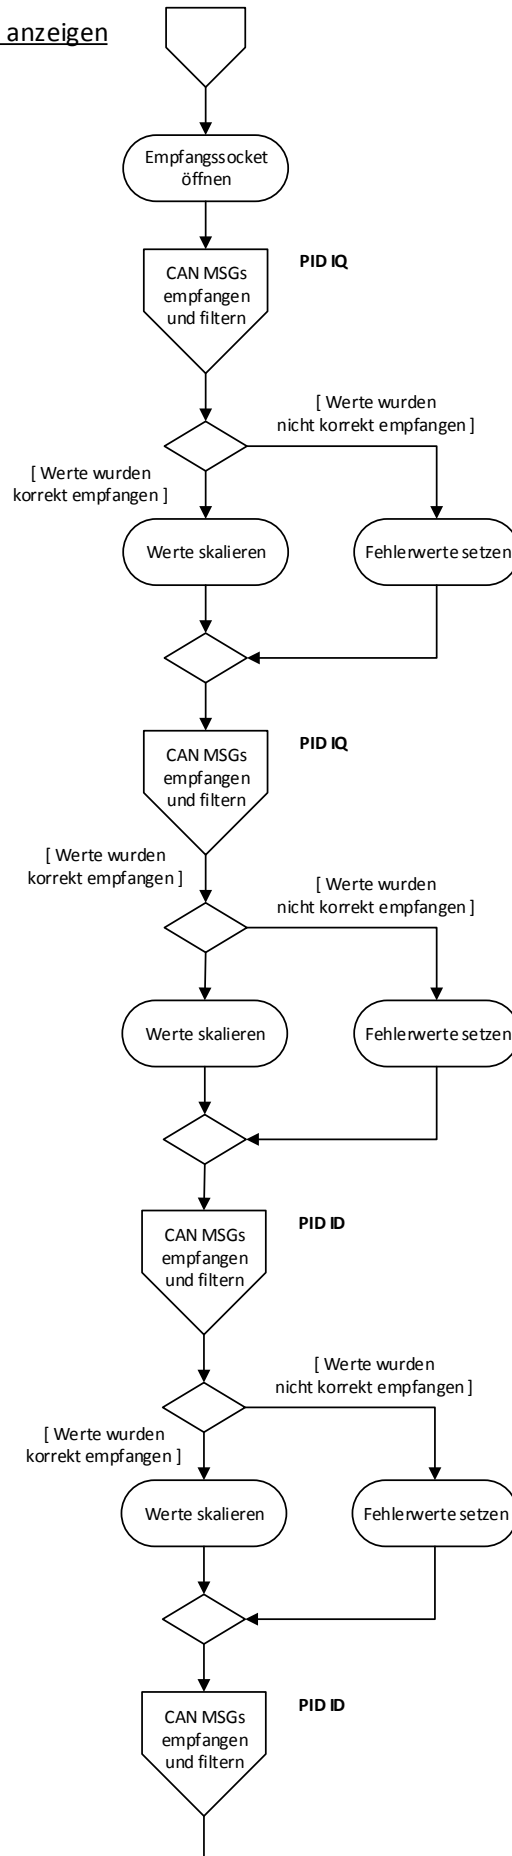 anzeigen
Empfangssocket
öffnen
PID IQ
CAN MSGs
empfangen
und filtern
[ Werte wurden
nicht korrekt empfangen ]
[ Werte wurden
korrekt empfangen ]
Werte skalieren
Fehlerwerte setzen
PID IQ
CAN MSGs
empfangen
und filtern
[ Werte wurden
korrekt empfangen ]
[ Werte wurden
nicht korrekt empfangen ]
Werte skalieren
Fehlerwerte setzen
PID ID
CAN MSGs
empfangen
und filtern
[ Werte wurden
nicht korrekt empfangen ]
[ Werte wurden
korrekt empfangen ]
Werte skalieren
Fehlerwerte setzen
PID ID
CAN MSGs
empfangen
und filtern